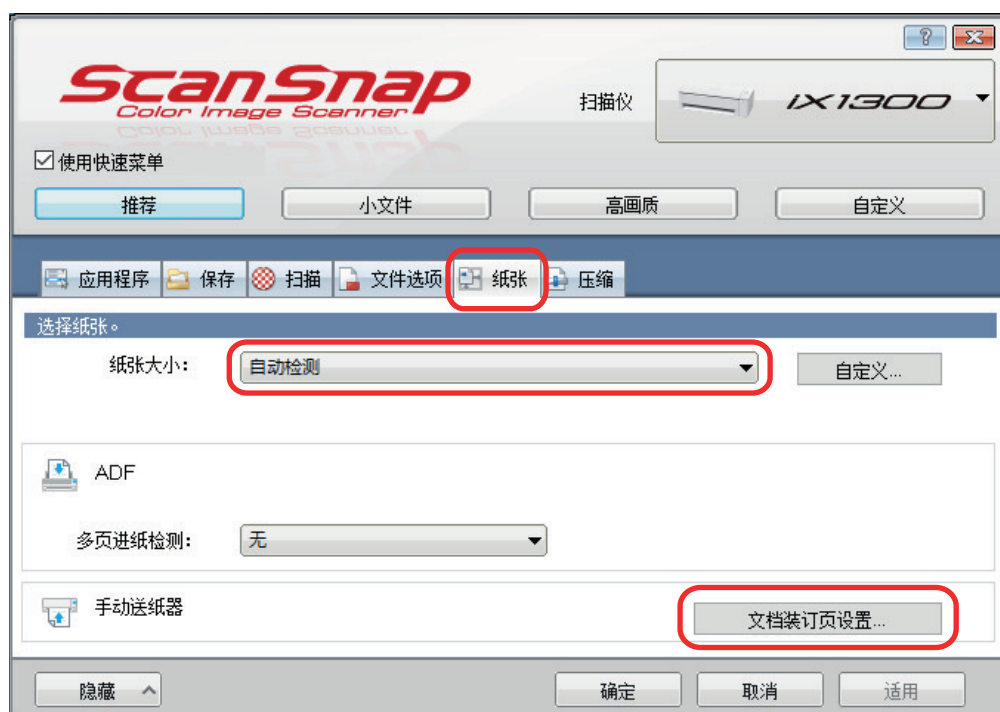 ScanSnap
Color Image Scanner
扫描仪
iX1300
使用快速菜单
推荐
小文件
高画质
自定义
应用程序
保存
扫描
文件选项
纸张
压缩
选择纸张。
纸张大小:
自动检测
自定义...
ADF
多页进纸检测:
无
手动送纸器
文档装订页设置...
隐藏
确定
取消
适用